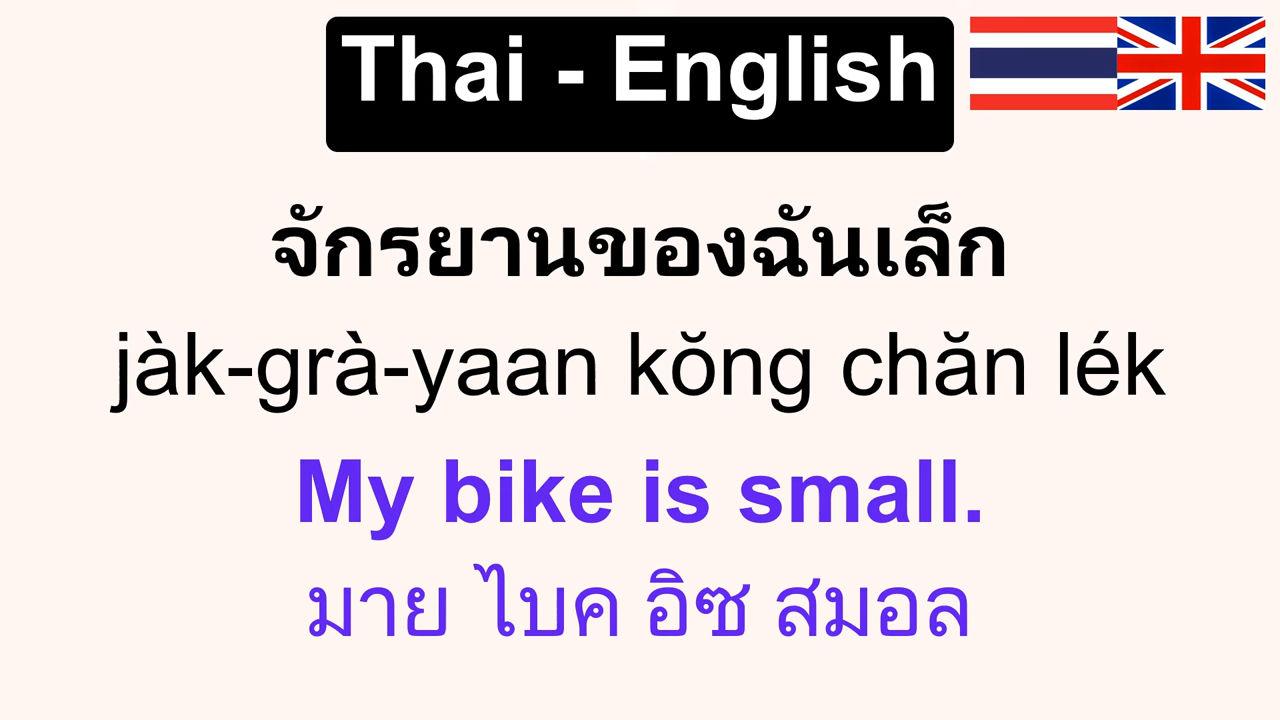 Thai - English
จักรยานของฉันเล็ก
jàk-grà-yaan kŏng chăn lék
My bike is small.
มาย ไบค อิซ สมอล